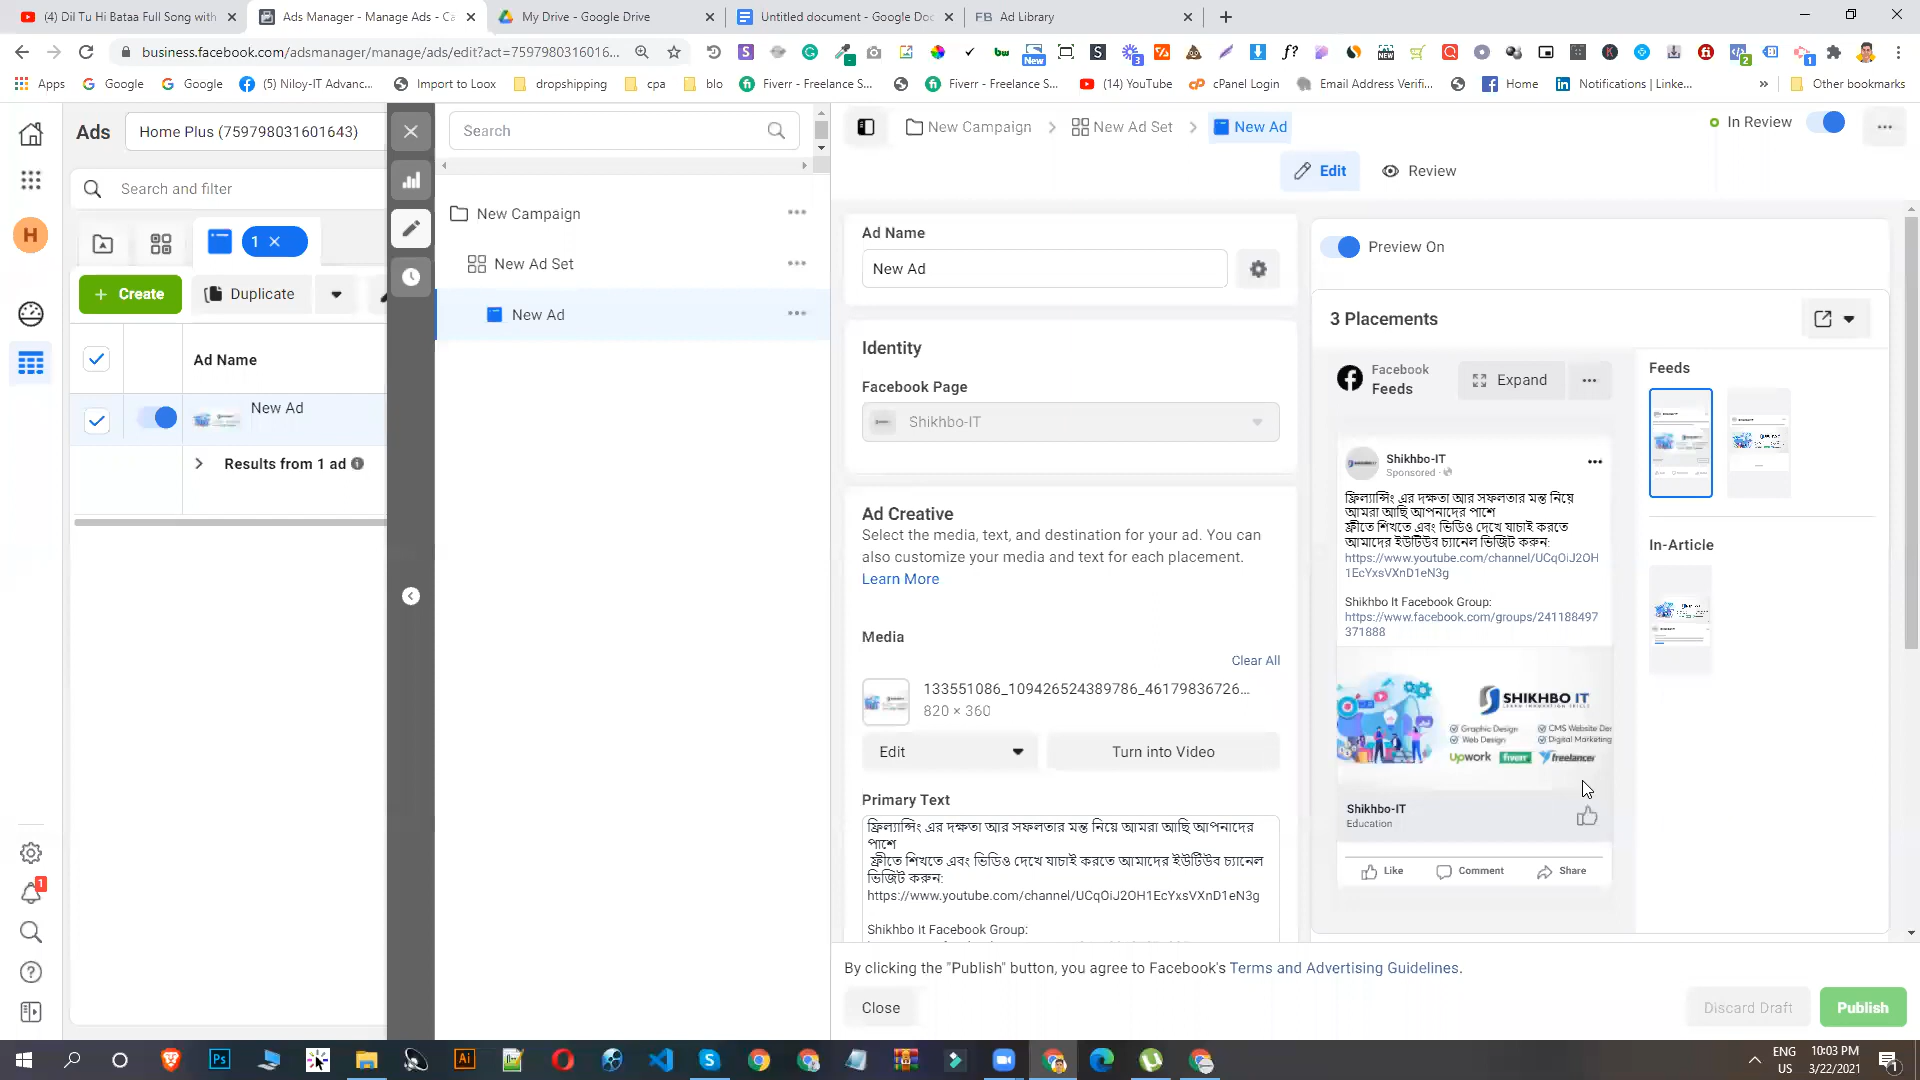 (4) Dil Tu Hi Bataa Full Song with
Ads Manager - Manage Ads - Ca
My Drive - Google Drive
Untitled document - Google Doc
FB Ad Library
business.facebook.com/adsmanager/manage/ads/edit?act=7597980316016...
Apps
Google
Google
(5) Niloy-IT Advanc...
Import to Loox
dropshipping
cpa
blo
Fiverr - Freelance S...
Fiverr - Freelance S...
(14) YouTube
cPanel Login
Email Address Verifi...
Home
Notifications | Linke...
»
Other bookmarks
Ads
Home Plus (759798031601643)
Search
New Campaign
New Ad Set
New Ad
In Review
Edit
Review
H
Search and filter
1
New Campaign
New Ad Set
New Ad
Create
Duplicate
Ad Name
New Ad
Results from 1 ad
Ad Name
New Ad
Identity
Facebook Page
Shikhbo-IT
Ad Creative
Select the media, text, and destination for your ad. You can
also customize your media and text for each placement.
Learn More
Media
Clear All
133551086_109426524389786_46179836726...
820 × 360
Edit
Turn into Video
Primary Text
ফ্রিল্যান্সিং এর দক্ষতা আর সফলতার মন্ত্র নিয়ে আমরা আছি আপনাদের
পাশে
ফ্রীতে শিখতে এবং ভিডিও দেখে যাচাই করতে আমাদের ইউটিউব চ্যানেল
ভিজিট করুন:
https://www.youtube.com/channel/UCqOiJ2OH1EcYxsVXnD1eN3g
Shikhbo It Facebook Group:
Preview On
3 Placements
Facebook
Feeds
Expand
Feeds
In-Article
Shikhbo-IT
Sponsored ·
ফ্রিল্যান্সিং এর দক্ষতা আর সফলতার মন্ত্র নিয়ে
আমরা আছি আপনাদের পাশে
ফ্রীতে শিখতে এবং ভিডিও দেখে যাচাই করতে
আমাদের ইউটিউব চ্যানেল ভিজিট করুন:
https://www.youtube.com/channel/UCqOiJ2OH
1EcYxsVXnD1eN3g
Shikhbo It Facebook Group:
https://www.facebook.com/groups/241188497
371888
SHIKHBO IT
LEARN INNOVATION SKILLS
Graphic Design
CMS Website De
Web Design
Digital Marketing
Upwork
fiverr
freelancer
Shikhbo-IT
Education
Like
Comment
Share
By clicking the "Publish" button, you agree to Facebook's Terms and Advertising Guidelines.
Close
Discard Draft
Publish
ENG
US
10:03 PM
3/22/2021